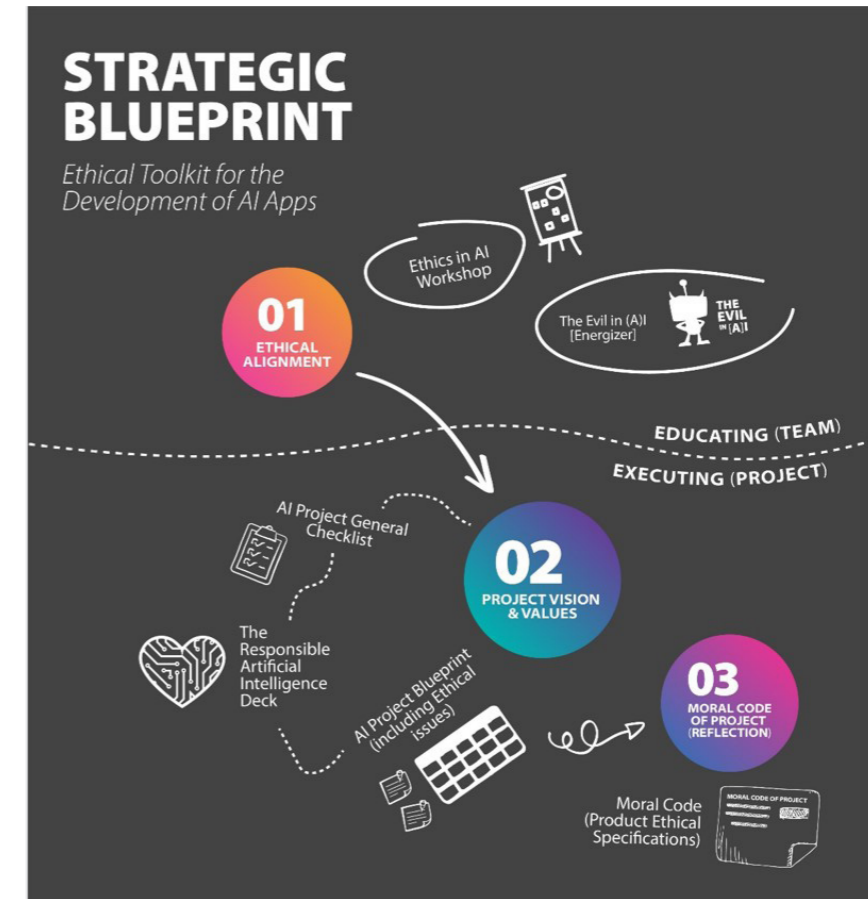 STRATEGIC
BLUEPRINT
Ethical Toolkit for the
Development of AI Apps
Ethics in AI
Workshop
The Evil in (A)I
[Energizer]
THE
EVIL
IN [A]I
01
ETHICAL
ALIGNMENT
EDUCATING (TEAM)
EXECUTING (PROJECT)
AI Project General
Checklist
02
PROJECT VISION
& VALUES
The
Responsible
Artificial
Intelligence
Deck
AI Project Blueprint
(including Ethical
issues)
03
MORAL CODE
OF PROJECT
(REFLECTION)
Moral Code
(Product Ethical
Specifications)
MORAL CODE OF PROJECT